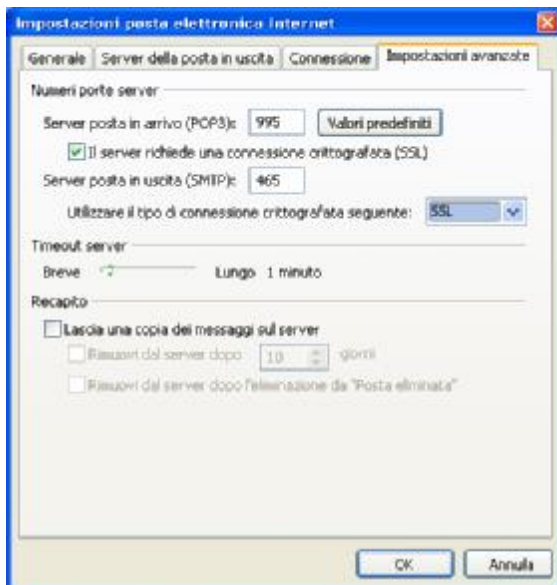 Impostazioni posta elettronica Internet
Generale Server della posta in uscita Connessione Impostazioni avanzate
Numeri porte server
Server posta in arrivo (POP3): 995 Valori predefiniti
Il server richiede una connessione crittografata (SSL)
Server posta in uscita (SMTP): 465
Utilizzare il tipo di connessione crittografata seguente: SSL
Timeout server
Breve Lungo 1 minuto
Recapito
Lascia una copia dei messaggi sul server
Rimuovi dal server dopo 10 giorni
Rimuovi dal server dopo l'eliminazione da "Posta eliminata"
OK Annulla